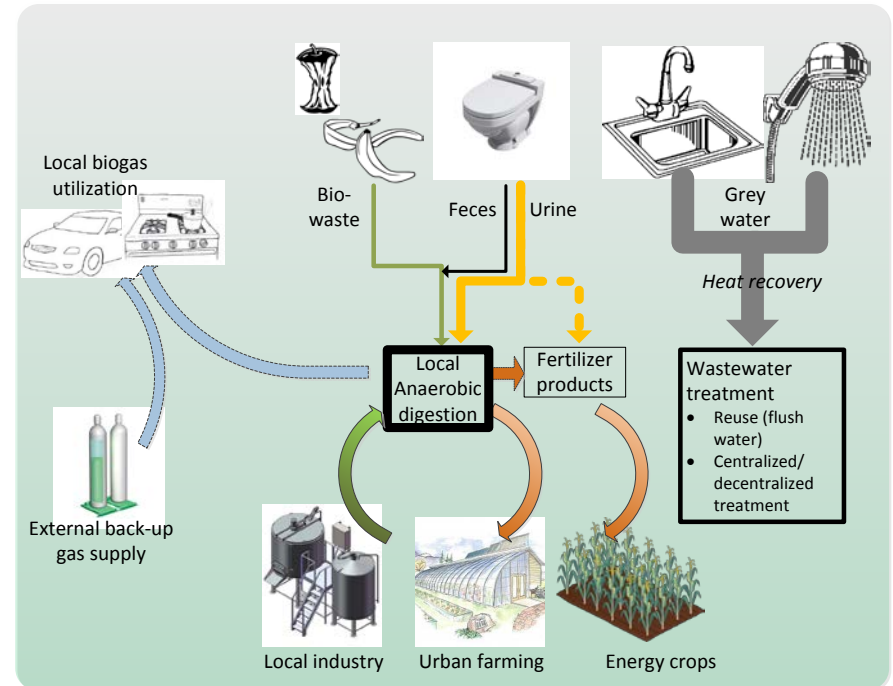 Local biogas
utilization
Bio-
waste
Feces
Urine
Grey
water
Heat recovery
Local
Anaerobic
digestion
Fertilizer
products
Wastewater
treatment
• Reuse (flush
water)
• Centralized/
decentralized
treatment
External back-up
gas supply
Local industry
Urban farming
Energy crops